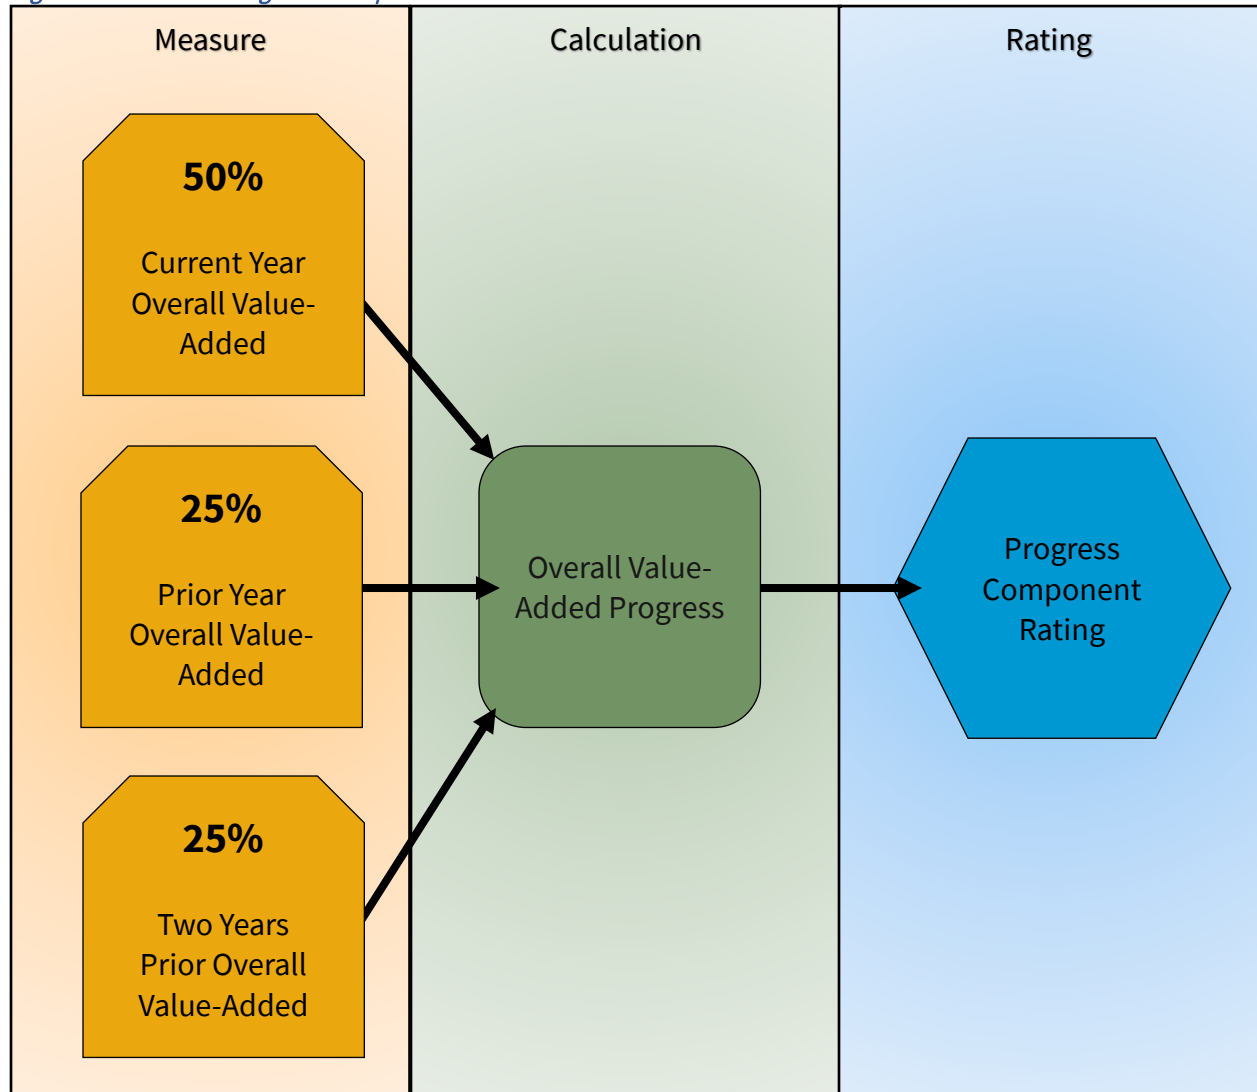 Measure
Calculation
Rating
50%
Current Year
Overall Value-
Added
25%
Prior Year
Overall Value-
Added
25%
Two Years
Prior Overall
Value-Added
Overall Value-
Added Progress
Progress
Component
Rating